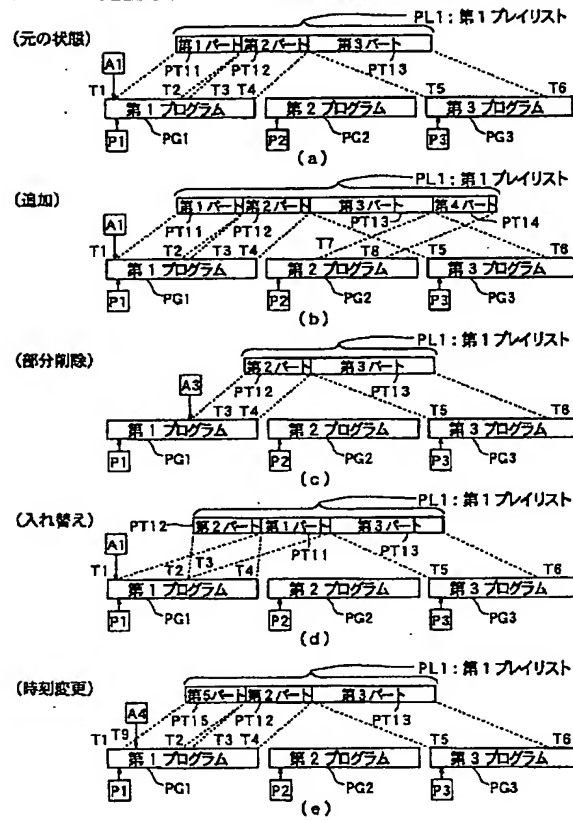 PL1:第1プレイリスト
(元の状態)
第1パート 第2パート 第3パート
A1 PT11 PT12 PT13
T1 T2 T3 T4 T5 T6
第1プログラム 第2プログラム 第3プログラム
P1 PG1 P2 PG2 P3 PG3
(a)
PL1:第1プレイリスト
(追加)
第1パート 第2パート 第3パート 第4パート
A1 PT11 PT12 PT13 PT14
T1 T2 T3 T4 T7 T8 T5 T6
第1プログラム 第2プログラム 第3プログラム
P1 PG1 P2 PG2 P3 PG3
(b)
PL1:第1プレイリスト
(部分削除)
第2パート 第3パート
A3 PT12 PT13
T3 T4 T5 T6
第1プログラム 第2プログラム 第3プログラム
P1 PG1 P2 PG2 P3 PG3
(c)
PL1:第1プレイリスト
(入れ替え)
PT12 第2パート 第1パート 第3パート
A1 PT11 PT13
T1 T2 T3 T4 T5 T6
第1プログラム 第2プログラム 第3プログラム
P1 PG1 P2 PG2 P3 PG3
(d)
PL1:第1プレイリスト
(時刻変更)
第5パート 第2パート 第3パート
A4 PT15 PT12 PT13
T1 T9 T2 T3 T4 T5 T6
第1プログラム 第2プログラム 第3プログラム
P1 PG1 P2 PG2 P3 PG3
(e)